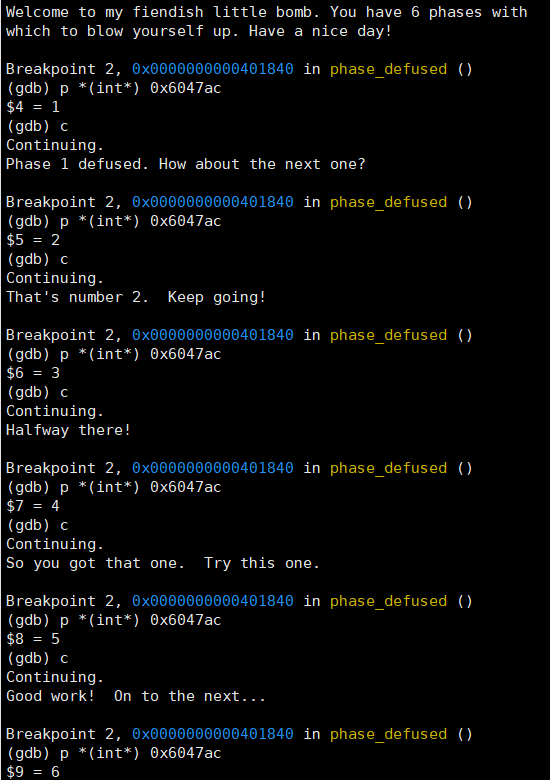 Welcome to my fiendish little bomb. You have 6 phases with
which to blow yourself up. Have a nice day!
Breakpoint 2, 0x0000000000401840 in phase_defused ()
(gdb) p *(int*) 0x6047ac
$4 = 1
(gdb) c
Continuing.
Phase 1 defused. How about the next one?
Breakpoint 2, 0x0000000000401840 in phase_defused ()
(gdb) p *(int*) 0x6047ac
$5 = 2
(gdb) c
Continuing.
That's number 2.  Keep going!
Breakpoint 2, 0x0000000000401840 in phase_defused ()
(gdb) p *(int*) 0x6047ac
$6 = 3
(gdb) c
Continuing.
Halfway there!
Breakpoint 2, 0x0000000000401840 in phase_defused ()
(gdb) p *(int*) 0x6047ac
$7 = 4
(gdb) c
Continuing.
So you got that one.  Try this one.
Breakpoint 2, 0x0000000000401840 in phase_defused ()
(gdb) p *(int*) 0x6047ac
$8 = 5
(gdb) c
Continuing.
Good work!  On to the next...
Breakpoint 2, 0x0000000000401840 in phase_defused ()
(gdb) p *(int*) 0x6047ac
$9 = 6